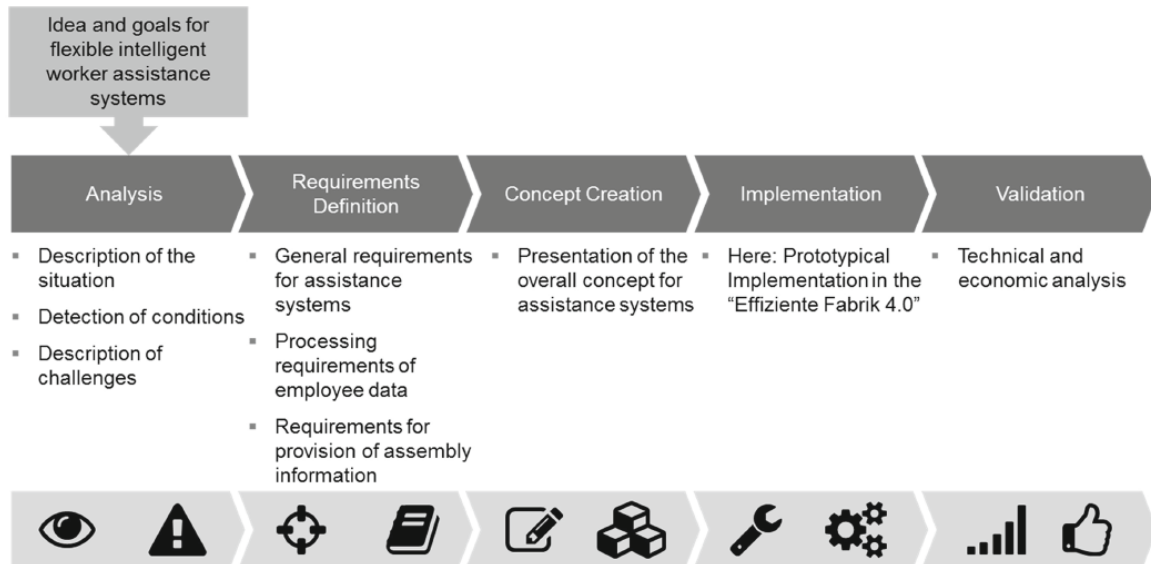 Idea and goals for
flexible intelligent
worker assistance
systems
Analysis
Requirements
Definition
Concept Creation
Implementation
Validation
▪ Description of the
situation
▪ Detection of conditions
▪ Description of
challenges
▪ General requirements
for assistance
systems
▪ Processing
requirements of
employee data
▪ Requirements for
provision of assembly
information
▪ Presentation of the
overall concept for
assistance systems
▪ Here: Prototypical
Implementation in the
“Effiziente Fabrik 4.0”
▪ Technical and
economic analysis